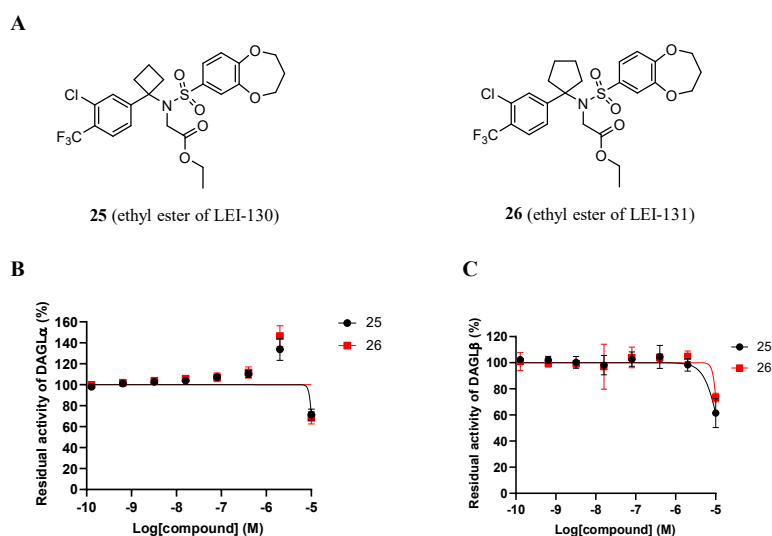 A
Cl
F₃C
N
S
O
O
O
O
O
O
25 (ethyl ester of LEI-130)
Cl
F₃C
N
S
O
O
O
O
O
O
26 (ethyl ester of LEI-131)
B
Residual activity of DAGLα (%)
160
140
120
100
80
60
40
20
0
-10 -9 -8 -7 -6 -5
Log[compound] (M)
25
26
C
Residual activity of DAGLβ (%)
120
100
80
60
40
20
0
-10 -9 -8 -7 -6 -5
Log[compound] (M)
25
26